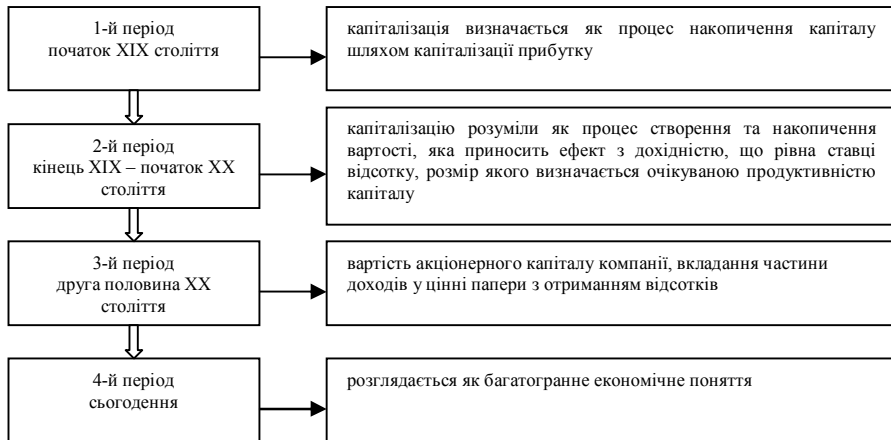 1-й період
початок XIX століття
капіталізація визначається як процес накопичення капіталу
шляхом капіталізації прибутку
2-й період
кінець XIX – початок XX
століття
капіталізацію розуміли як процес створення та накопичення
вартості, яка приносить ефект з дохідністю, що рівна ставці
відсотку, розмір якого визначається очікуваною продуктивністю
капіталу
3-й період
друга половина XX
століття
вартість акціонерного капіталу компанії, вкладання частини
доходів у цінні папери з отриманням відсотків
4-й період
сьогодення
розглядається як багатогранне економічне поняття